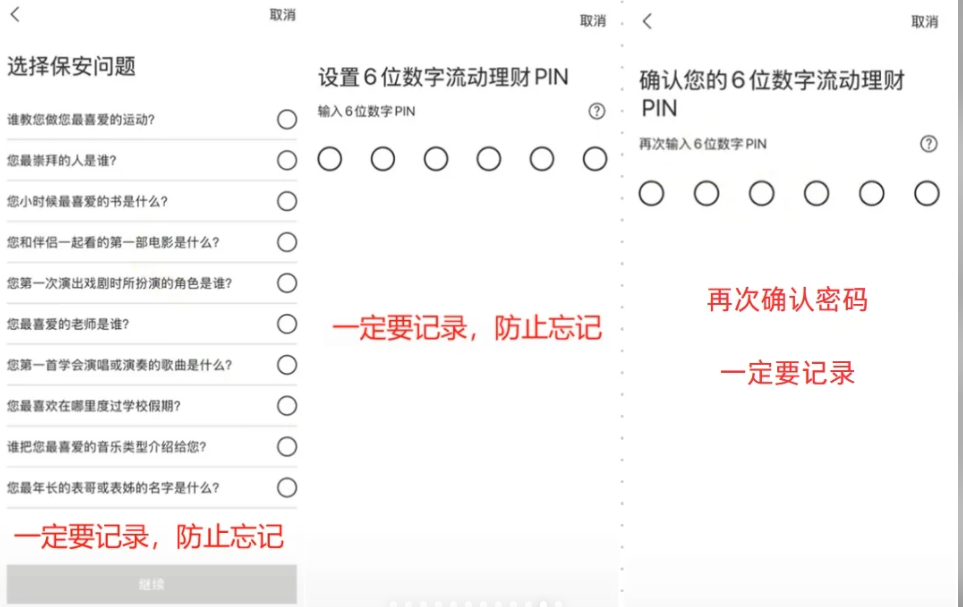 取消
选择保安问题
谁教您做您最喜爱的运动?
您最崇拜的人是谁?
您小时候最喜爱的书是什么?
您和伴侣一起看的第一部电影是什么?
您第一次演出戏剧时所扮演的角色是谁?
您最喜爱的老师是谁?
您第一首学会演唱或演奏的歌曲是什么?
您最喜欢在哪里度过学校假期?
谁把您最喜爱的音乐类型介绍给您?
您最年长的表哥或表姊的名字是什么?
一定要记录，防止忘记
继续
取消
设置6位数字流动理财PIN
输入6位数字PIN
?
一定要记录，防止忘记
取消
确认您的6位数字流动理财
PIN
再次输入6位数字PIN
?
再次确认密码
一定要记录